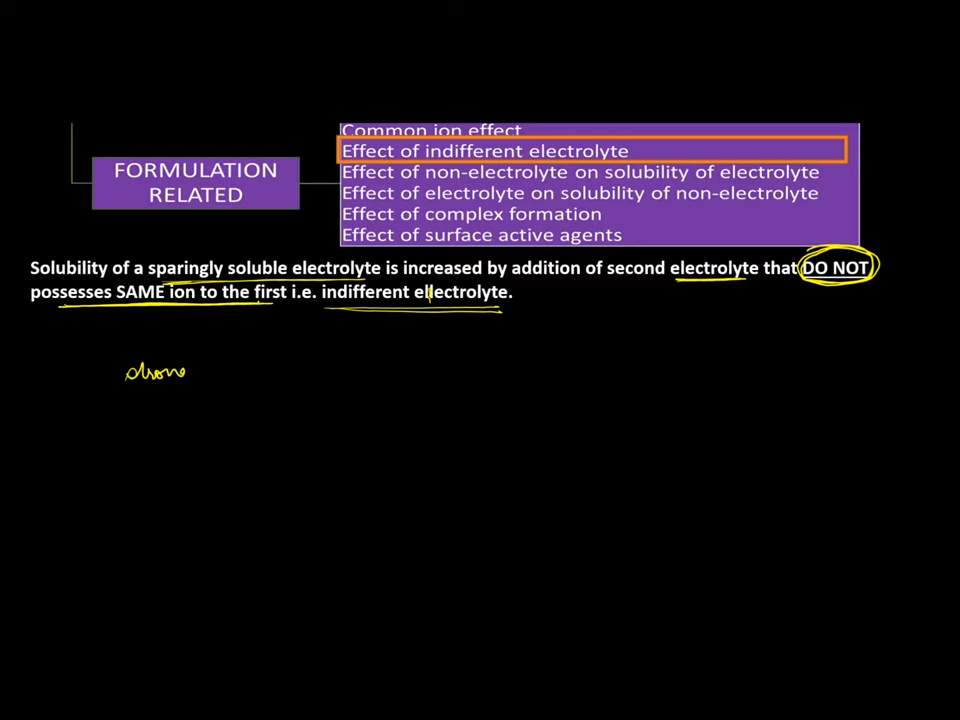 Common ion effect
Effect of indifferent electrolyte
FORMULATION
RELATED
Effect of non-electrolyte on solubility of electrolyte
Effect of electrolyte on solubility of non-electrolyte
Effect of complex formation
Effect of surface active agents
Solubility of a sparingly soluble electrolyte is increased by addition of second electrolyte that DO NOT
possesses SAME ion to the first i.e. indifferent ellectrolyte.